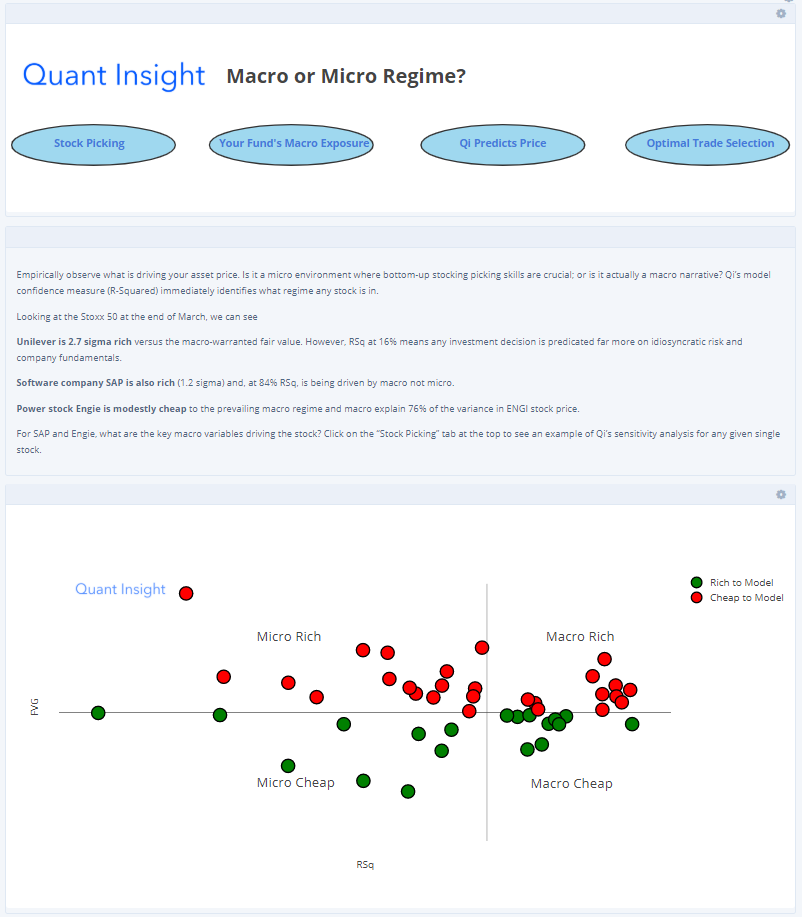 Quant Insight Macro or Micro Regime?
Stock Picking Your Fund's Macro Exposure Qi Predicts Price Optimal Trade Selection
Empirically observe what is driving your asset price. Is it a micro environment where bottom-up stocking picking skills are crucial; or is it actually a macro narrative? Qi's model
confidence measure (R-Squared) immediately identifies what regime any stock is in.
Looking at the Stoxx 50 at the end of March, we can see
Unilever is 2.7 sigma rich versus the macro-warranted fair value. However, RSq at 16% means any investment decision is predicated far more on idiosyncratic risk and
company fundamentals.
Software company SAP is also rich (1.2 sigma) and, at 84% RSq, is being driven by macro not micro.
Power stock Engie is modestly cheap to the prevailing macro regime and macro explain 76% of the variance in ENGI stock price.
For SAP and Engie, what are the key macro variables driving the stock? Click on the "Stock Picking" tab at the top to see an example of Qi's sensitivity analysis for any given single
stock.
Quant Insight
Rich to Model
Cheap to Model
Micro Rich Macro Rich
FVG
Micro Cheap Macro Cheap
RSq